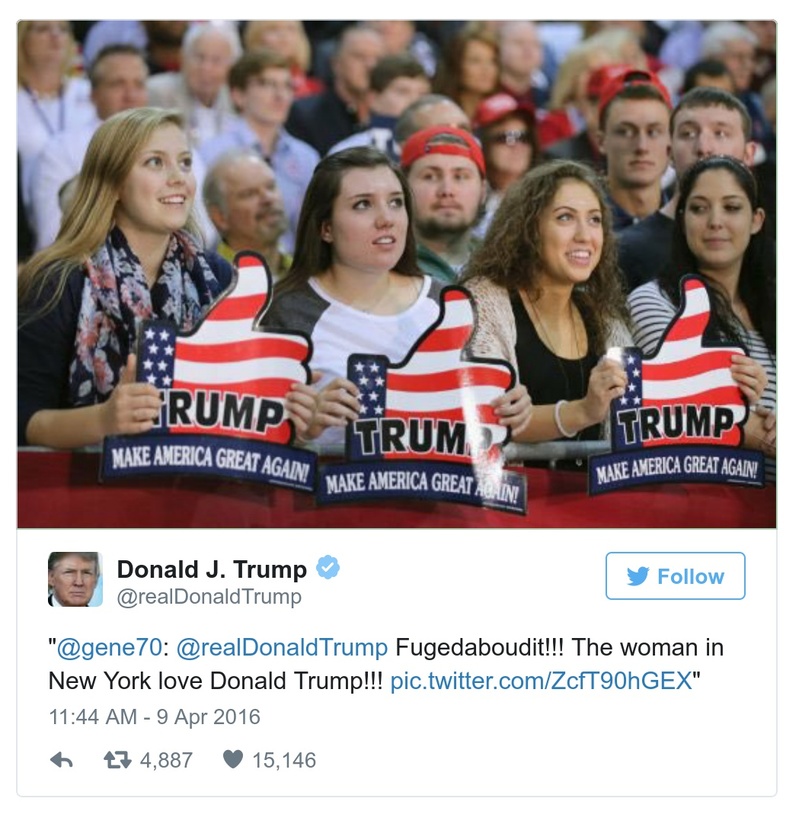 TRUMP
MAKE AMERICA GREAT AGAIN!
TRUMP
MAKE AMERICA GREAT AGAIN!
TRUMP
MAKE AMERICA GREAT AGAIN!
Donald J. Trump
@realDonaldTrump
Follow
"@gene70: @realDonaldTrump Fugedaboudit!!! The woman in
New York love Donald Trump!!! pic.twitter.com/ZcfT90hGEX"
11:44 AM - 9 Apr 2016
4,887 15,146